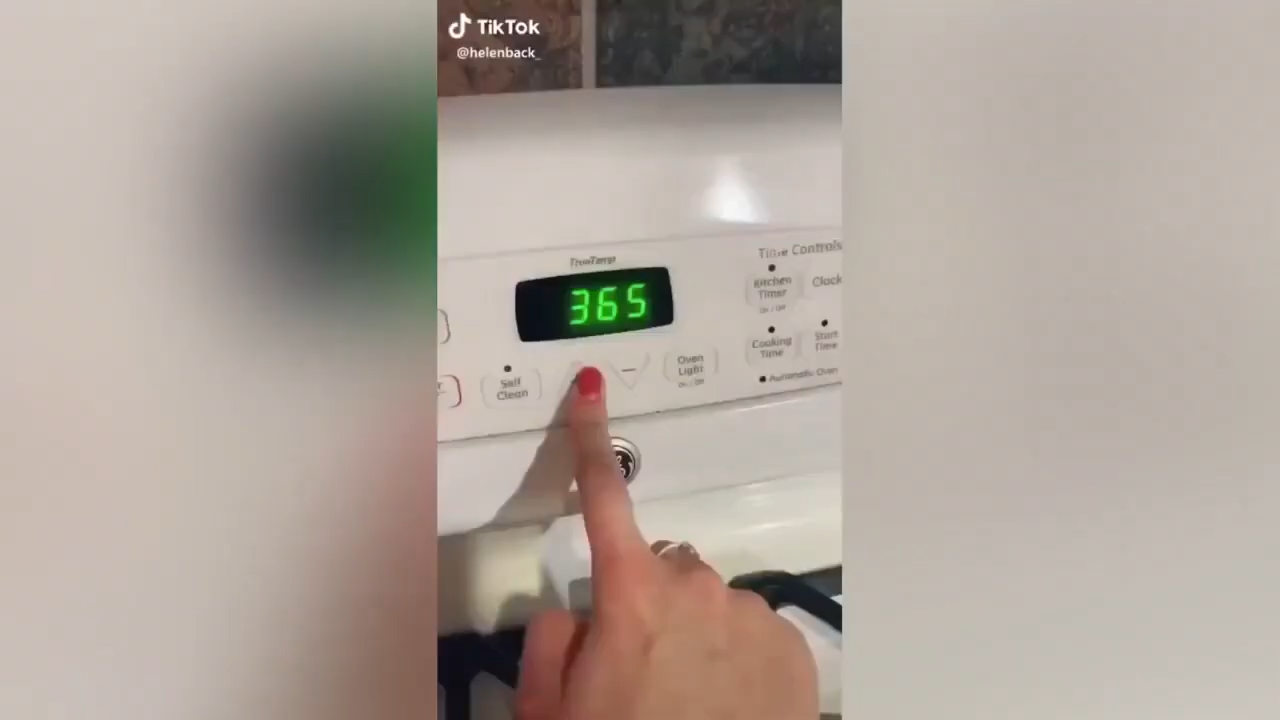 TikTok
@helenback_
TrueTemp
365
Time Controls
Kitchen
Timer
On / Off
Clock
Self
Clean
Oven
Light
On / Off
Cooking
Time
Start
Time
Automatic Oven